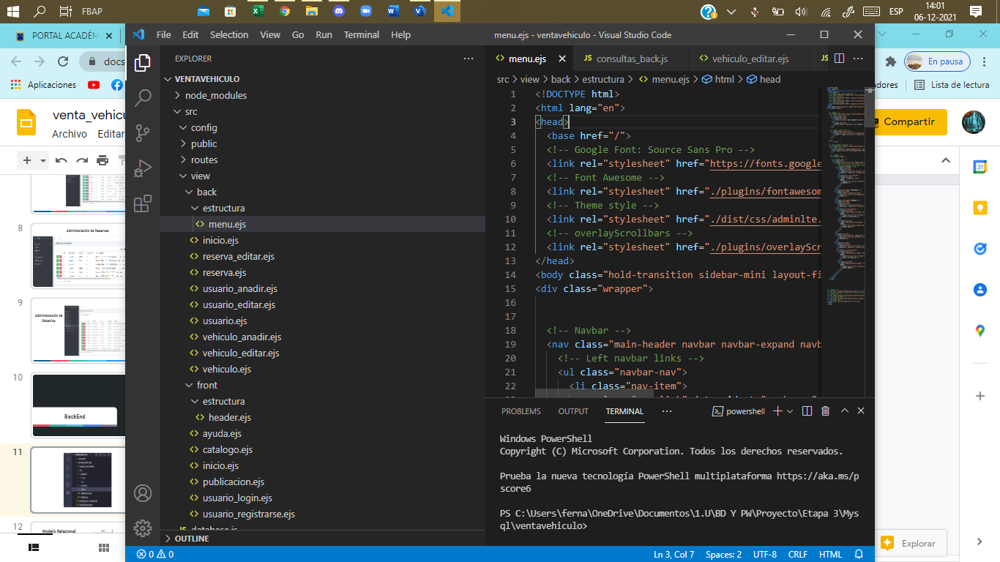 FBAP
ESP
14:01
06-12-2021
PORTAL ACADÉM
docs
Aplicaciones
En pausa
adores
Lista de lectura
venta_vehicu
Archivo
Editar
Compartir
8
Administración de Reservas
9
Administración de
Usuarios
10
BackEnd
11
12
Modelo Relacional
Explorar
31
File
Edit
Selection
View
Go
Run
Terminal
Help
menu.ejs - ventavehiculo - Visual Studio Code
EXPLORER
VENTAVEHICULO
node_modules
src
config
public
routes
view
back
estructura
menu.ejs
inicio.ejs
reserva_editar.ejs
reserva.ejs
usuario_anadir.ejs
usuario_editar.ejs
usuario.ejs
vehiculo_anadir.ejs
vehiculo_editar.ejs
vehiculo.ejs
front
estructura
header.ejs
ayuda.ejs
catalogo.ejs
inicio.ejs
publicacion.ejs
usuario_login.ejs
usuario_registrarse.ejs
JS database.js
OUTLINE
menu.ejs
JS consultas_back.js
vehiculo_editar.ejs
JS
src > view > back > estructura > menu.ejs > html > head
1 <!DOCTYPE html>
2 <html lang="en">
3 <head>
4 <base href="/">
5 <!-- Google Font: Source Sans Pro -->
6 <link rel="stylesheet" href="https://fonts.google
7 <!-- Font Awesome -->
8 <link rel="stylesheet" href="./plugins/fontawesom
9 <!-- Theme style -->
10 <link rel="stylesheet" href="./dist/css/adminlte.
11 <!-- overlayScrollbars -->
12 <link rel="stylesheet" href="./plugins/overlayScr
13 </head>
14 <body class="hold-transition sidebar-mini layout-fi
15 <div class="wrapper">
16
17
18 <!-- Navbar -->
19 <nav class="main-header navbar navbar-expand navb
20 <!-- Left navbar links -->
21 <ul class="navbar-nav">
22 <li class="nav-item">
PROBLEMS
OUTPUT
TERMINAL
powershell
Windows PowerShell
Copyright (C) Microsoft Corporation. Todos los derechos reservados.
Prueba la nueva tecnología PowerShell multiplataforma https://aka.ms/p
score6
PS C:\Users\ferna\OneDrive\Documentos\1.U\BD Y PW\Proyecto\Etapa 3\Mys
ql\ventavehiculo>
0
0
Ln 3, Col 7
Spaces: 2
UTF-8
CRLF
HTML